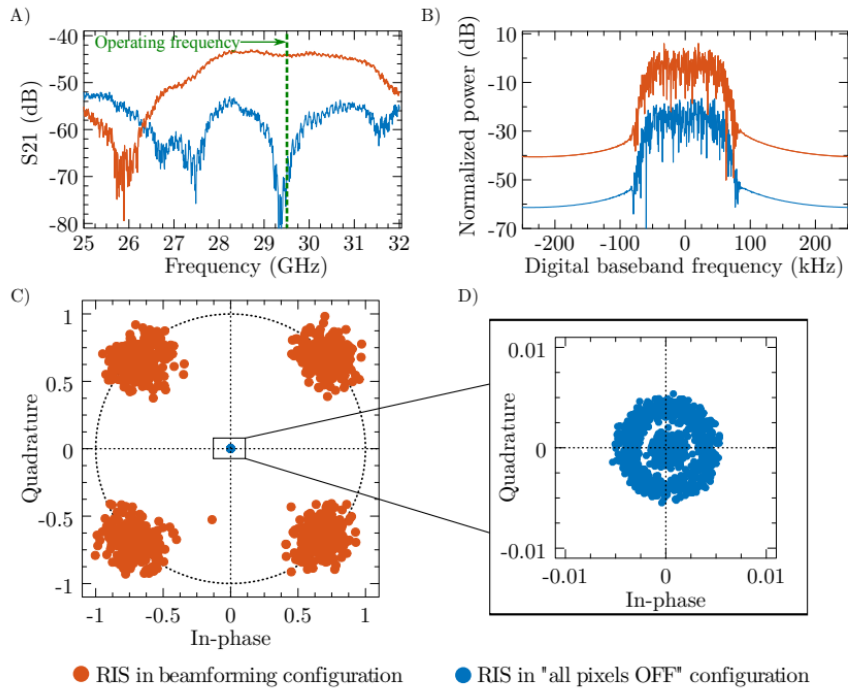 A)
Operating frequency
S21 (dB)
-40
-50
-60
-70
-80
25 26 27 28 29 30 31 32
Frequency (GHz)
B)
Normalized power (dB)
10
-10
-30
-50
-70
-200 -100 0 100 200
Digital baseband frequency (kHz)
C)
Quadrature
1
0.5
0
-0.5
-1
-1 -0.5 0 0.5 1
In-phase
D)
Quadrature
0.01
0
-0.01
-0.01 0 0.01
In-phase
RIS in beamforming configuration
RIS in "all pixels OFF" configuration